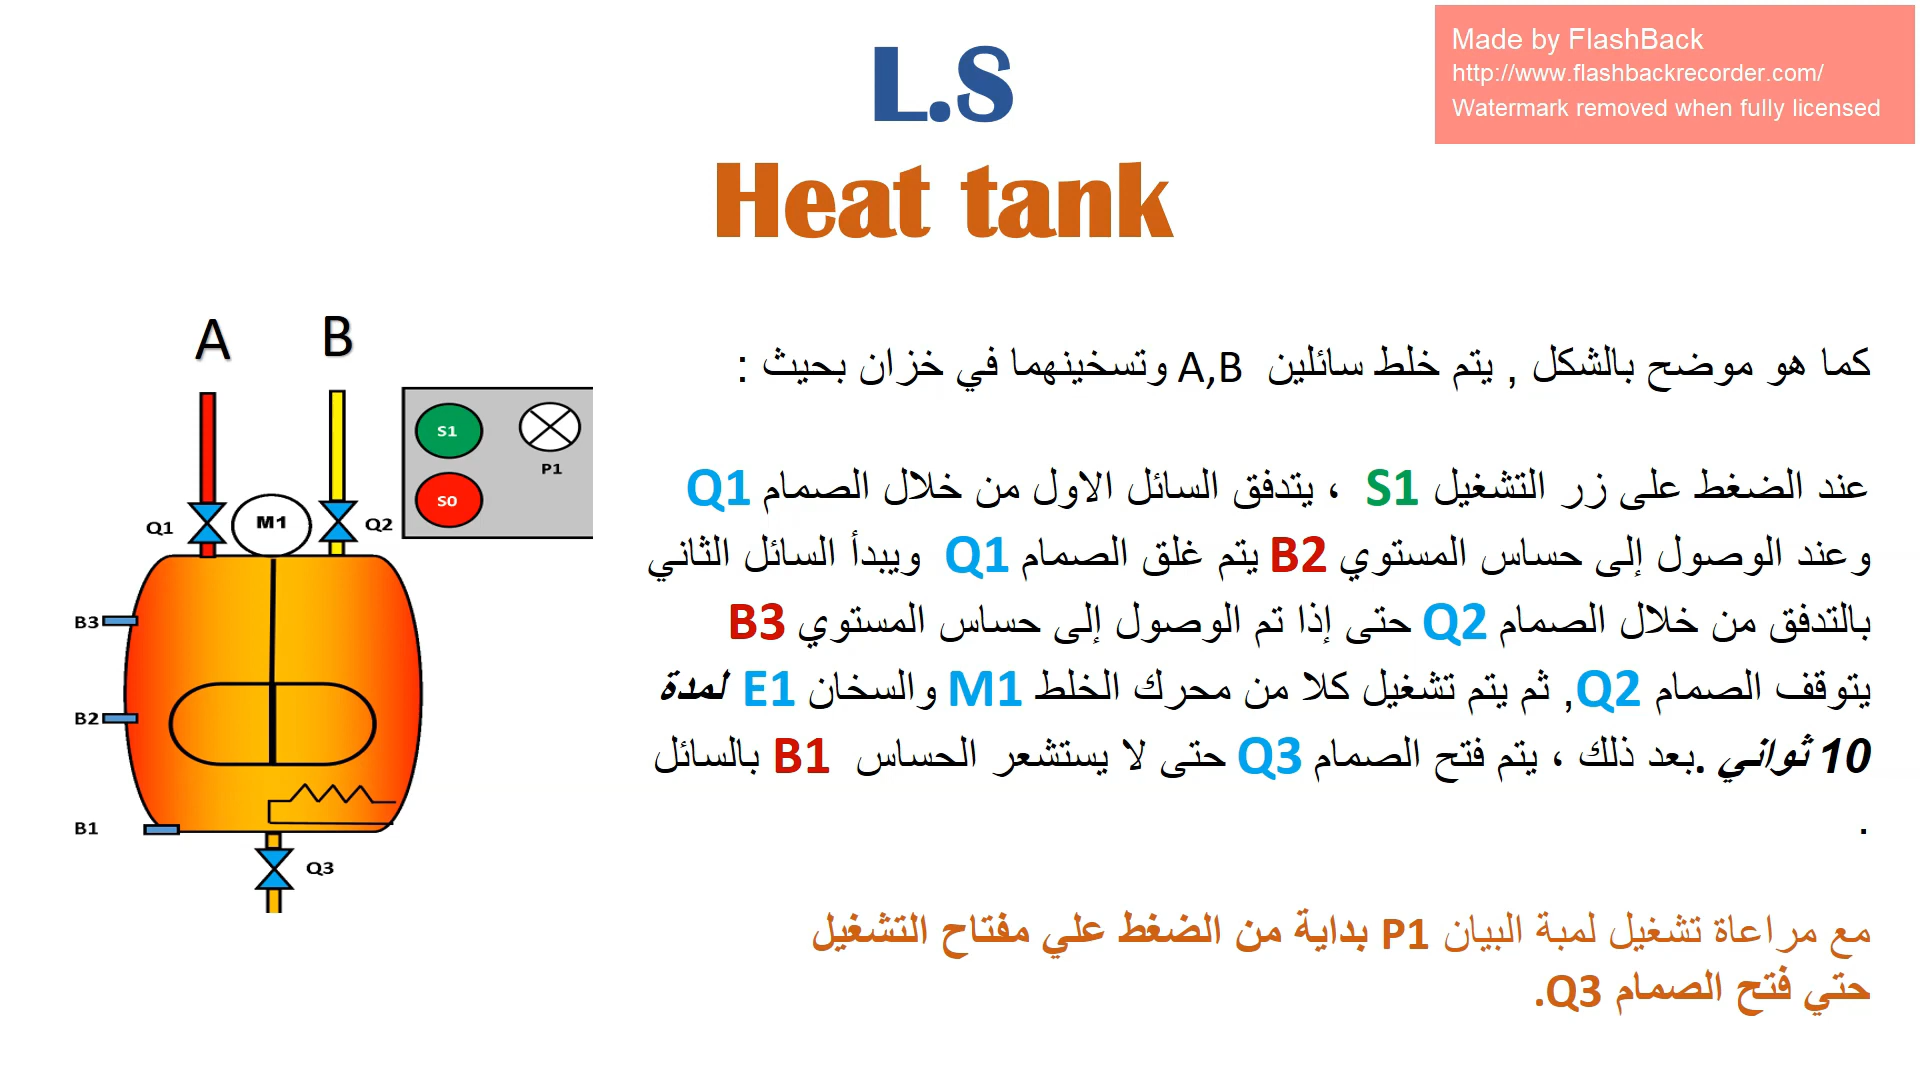 Made by FlashBack
http://www.flashbackrecorder.com/
Watermark removed when fully licensed
L.S
Heat tank
A
B
S1
P1
S0
Q1
M1
Q2
B3
B2
B1
Q3
كما هو موضح بالشكل , يتم خلط سائلين A,B وتسخينهما في خزان بحيث :
عند الضغط على زر التشغيل S1 ، يتدفق السائل الاول من خلال الصمام Q1
وعند الوصول إلى حساس المستوي B2 يتم غلق الصمام Q1 ويبدأ السائل الثاني
بالتدفق من خلال الصمام Q2 حتى إذا تم الوصول إلى حساس المستوي B3
يتوقف الصمام Q2, ثم يتم تشغيل كلا من محرك الخلط M1 والسخان E1 لمدة
10 ثواني .بعد ذلك ، يتم فتح الصمام Q3 حتى لا يستشعر الحساس B1 بالسائل
.
مع مراعاة تشغيل لمبة البيان P1 بداية من الضغط علي مفتاح التشغيل
حتي فتح الصمام Q3.